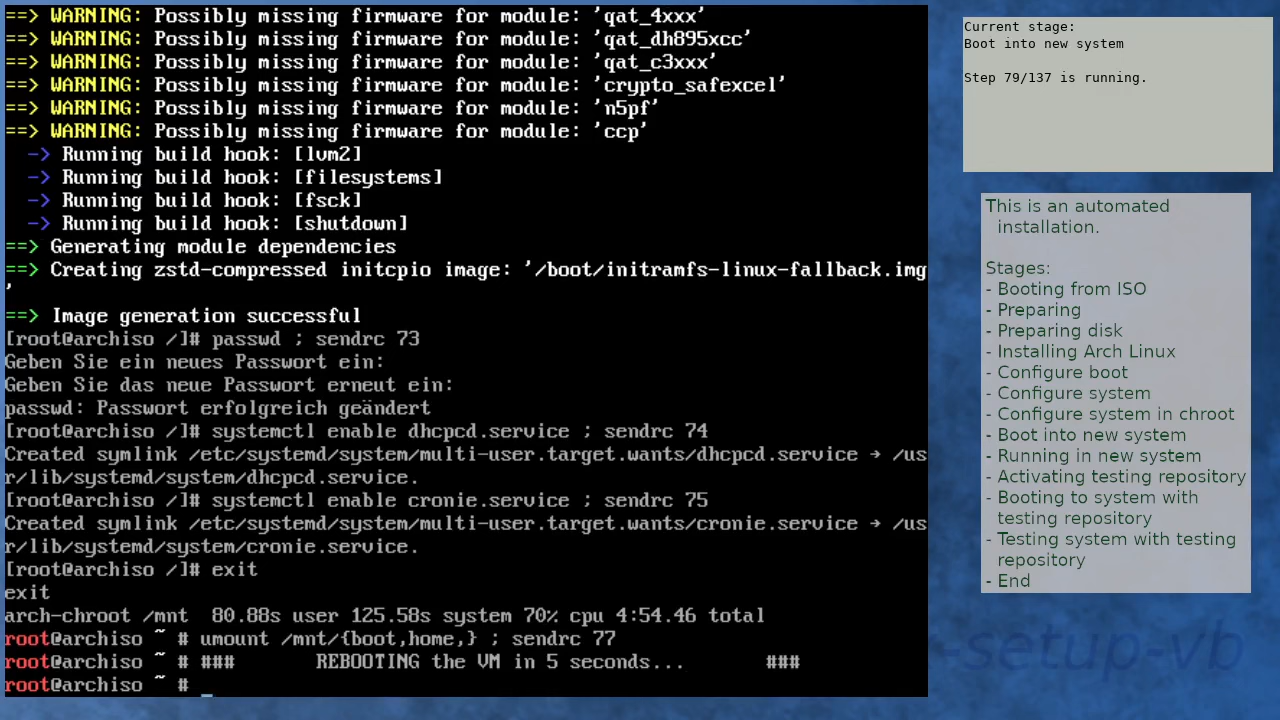 ==> WARNING: Possibly missing firmware for module: 'qat_4xxx'
==> WARNING: Possibly missing firmware for module: 'qat_dh895xcc'
==> WARNING: Possibly missing firmware for module: 'qat_c3xxx'
==> WARNING: Possibly missing firmware for module: 'crypto_safexcel'
==> WARNING: Possibly missing firmware for module: 'n5pf'
==> WARNING: Possibly missing firmware for module: 'ccp'
  -> Running build hook: [lvm2]
  -> Running build hook: [filesystems]
  -> Running build hook: [fsck]
  -> Running build hook: [shutdown]
==> Generating module dependencies
==> Creating zstd-compressed initcpio image: '/boot/initramfs-linux-fallback.img
'
==> Image generation successful
[root@archiso /]# passwd ; sendrc 73
Geben Sie ein neues Passwort ein:
Geben Sie das neue Passwort erneut ein:
passwd: Passwort erfolgreich geändert
[root@archiso /]# systemctl enable dhcpcd.service ; sendrc 74
Created symlink /etc/systemd/system/multi-user.target.wants/dhcpcd.service → /us
r/lib/systemd/system/dhcpcd.service.
[root@archiso /]# systemctl enable cronie.service ; sendrc 75
Created symlink /etc/systemd/system/multi-user.target.wants/cronie.service → /us
r/lib/systemd/system/cronie.service.
[root@archiso /]# exit
exit
arch-chroot /mnt  80.88s user 125.58s system 70% cpu 4:54.46 total
root@archiso ~ # umount /mnt/{boot,home,} ; sendrc 77
root@archiso ~ # ###       REBOOTING the VM in 5 seconds...       ###
root@archiso ~ #
Current stage:
Boot into new system
Step 79/137 is running.
This is an automated
installation.
Stages:
- Booting from ISO
- Preparing
- Preparing disk
- Installing Arch Linux
- Configure boot
- Configure system
- Configure system in chroot
- Boot into new system
- Running in new system
- Activating testing repository
- Booting to system with
testing repository
- Testing system with testing
repository
- End
-setup-vb